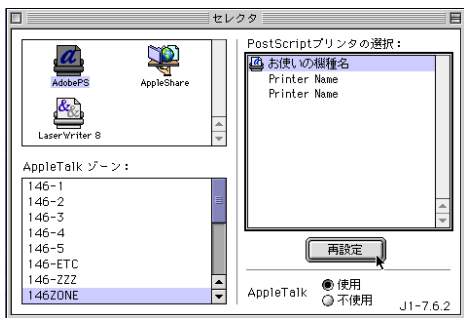 セレクタ
AdobePS
AppleShare
LaserWriter 8
AppleTalk ゾーン：
146-1
146-2
146-3
146-4
146-5
146-ETC
146-ZZZ
146ZONE
PostScriptプリンタの選択：
お使いの機種名
Printer Name
Printer Name
再設定
AppleTalk
使用
不使用
J1-7.6.2